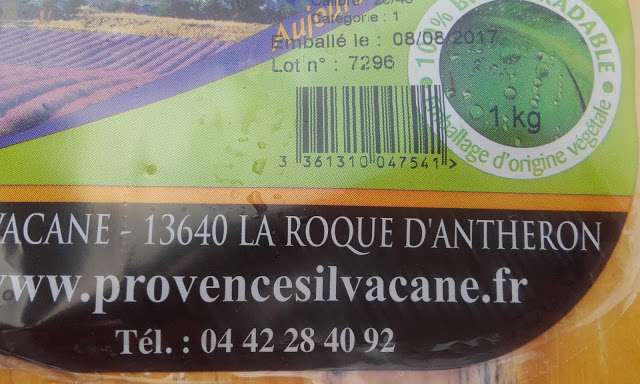 Catégorie : 1
Emballé le : 08/08/2017
Lot n° : 7296
1 kg
d'origine végétale
3 361310 047541 >
VACANE - 13640 LA ROQUE D'ANTHERON
www.provencesilvacane.fr
Tél. : 04 42 28 40 92